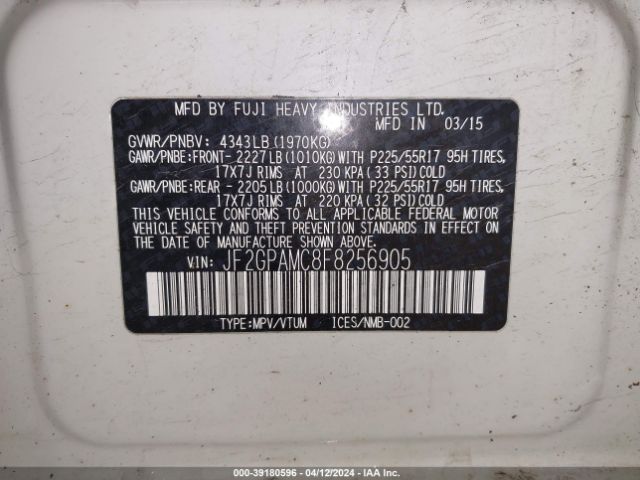 MFD BY FUJI HEAVY INDUSTRIES LTD.
MFD IN 03/15
GVWR/PNBV: 4343LB (1970KG)
GAWR/PNBE:FRONT- 2227LB (1010KG) WITH P225/55R17 95H TIRES,
17X7J RIMS AT 230 KPA (33 PSI) COLD
GAWR/PNBE:REAR - 2205LB (1000KG) WITH P225/55R17 95H TIRES,
17X7J RIMS AT 220 KPA (32 PSI) COLD
THIS VEHICLE CONFORMS TO ALL APPLICABLE FEDERAL MOTOR
VEHICLE SAFETY AND THEFT PREVENTION STANDARDS IN EFFECT
ON THE DATE OF MANUFACTURE SHOWN ABOVE.
V.I.N: JF2GPAMC8F8256905
TYPE:MPV/VTUM ICES/NMB-002
000-39180596 - 04/12/2024 - IAAI.COM